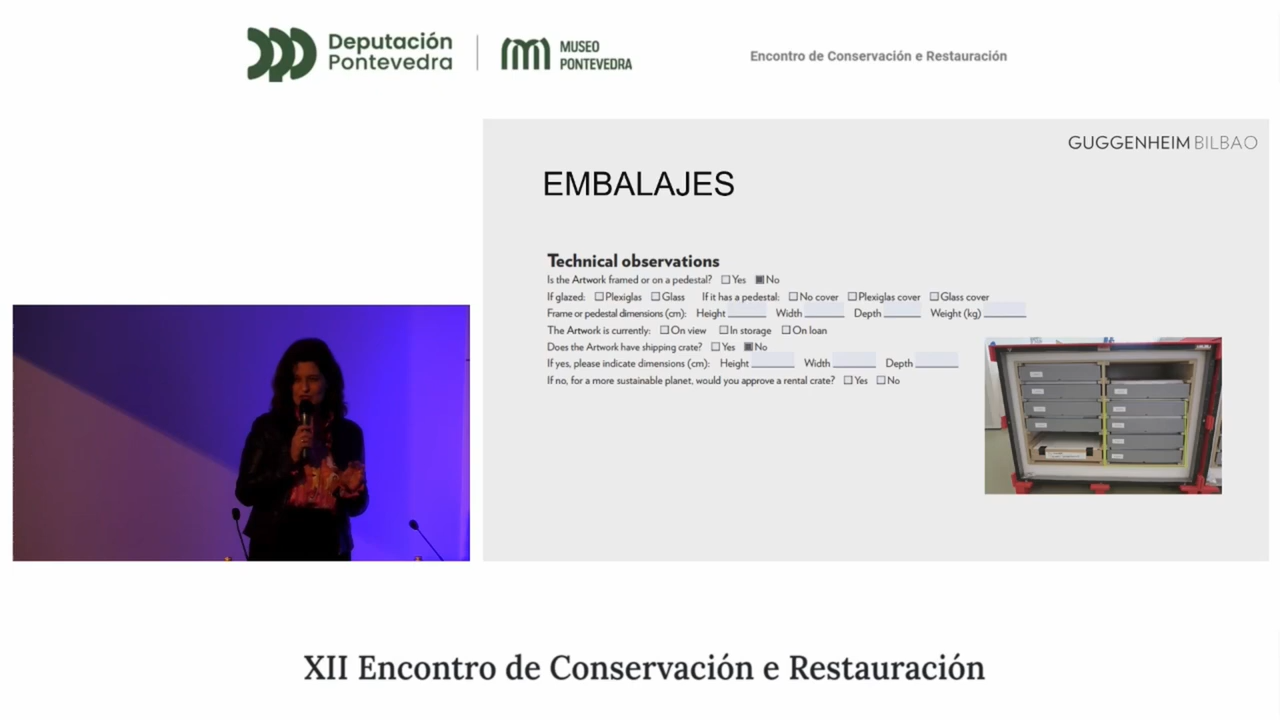 Deputación
Pontevedra
MUSEO
PONTEVEDRA
Encontro de Conservación e Restauración
GUGGENHEIM BILBAO
EMBALAJES
Technical observations
Is the Artwork framed or on a pedestal? Yes No
If glazed: Plexiglas Glass If it has a pedestal: No cover Plexiglas cover Glass cover
Frame or pedestal dimensions (cm): Height Width Depth Weight (kg)
The Artwork is currently: On view In storage On loan
Does the Artwork have shipping crate? Yes No
If yes, please indicate dimensions (cm): Height Width Depth
If no, for a more sustainable planet, would you approve a rental crate? Yes No
XII Encontro de Conservación e Restauración